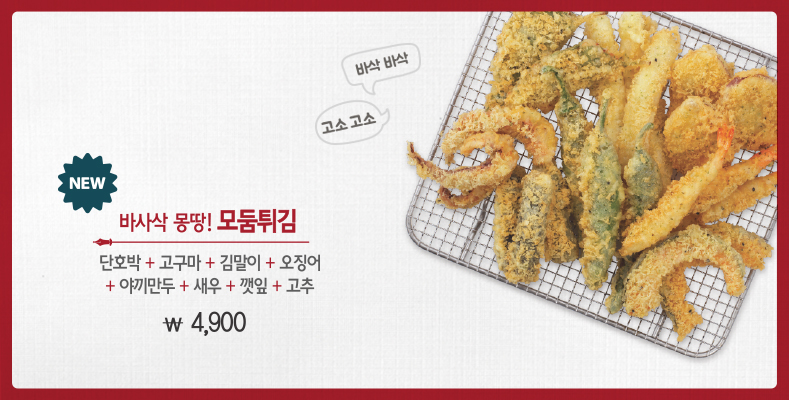 바삭 바삭
고소 고소
NEW
바사삭 몽땅! 모둠튀김
단호박 + 고구마 + 김말이 + 오징어
+ 야끼만두 + 새우 + 깻잎 + 고추
₩ 4,900